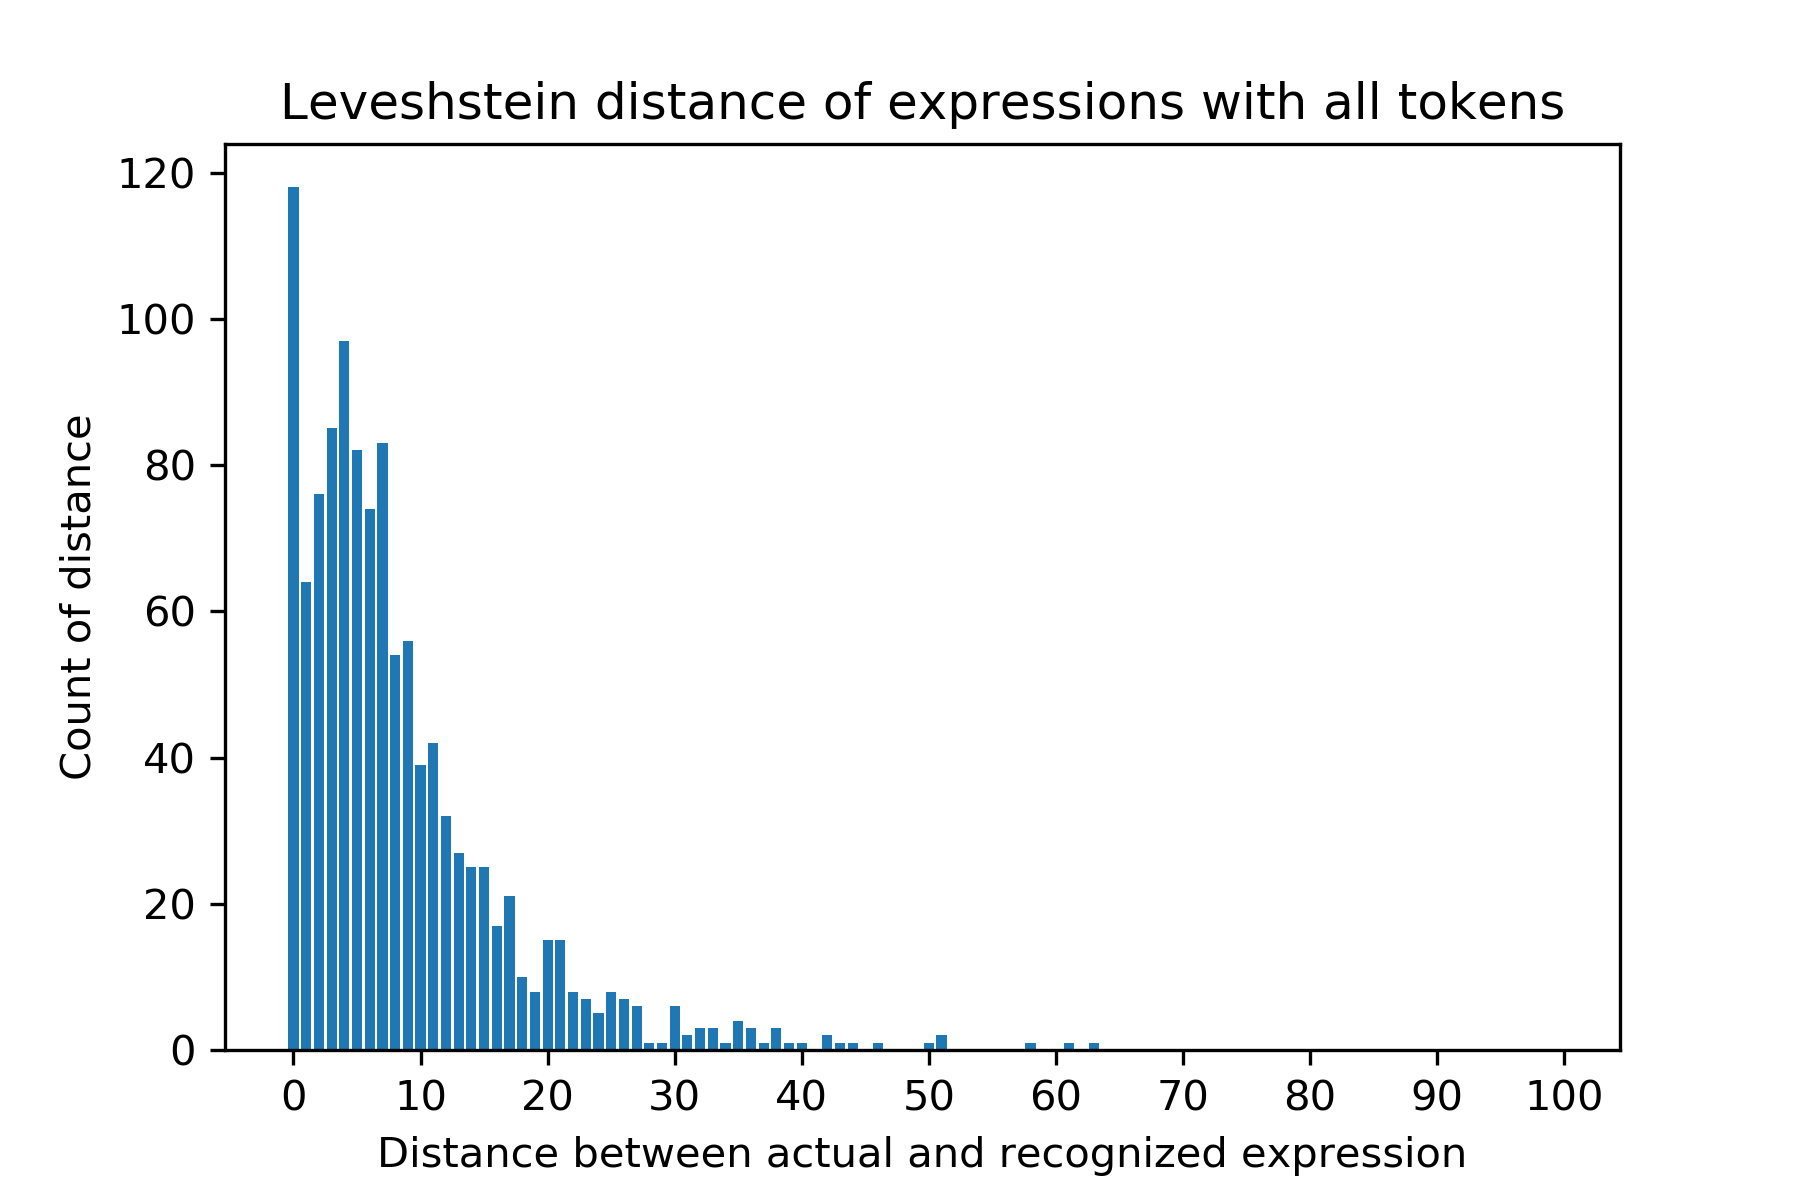 Leveshstein distance of expressions with all tokens
120
100
80
60
40
20
0
Count of distance
0 10 20 30 40 50 60 70 80 90 100
Distance between actual and recognized expression